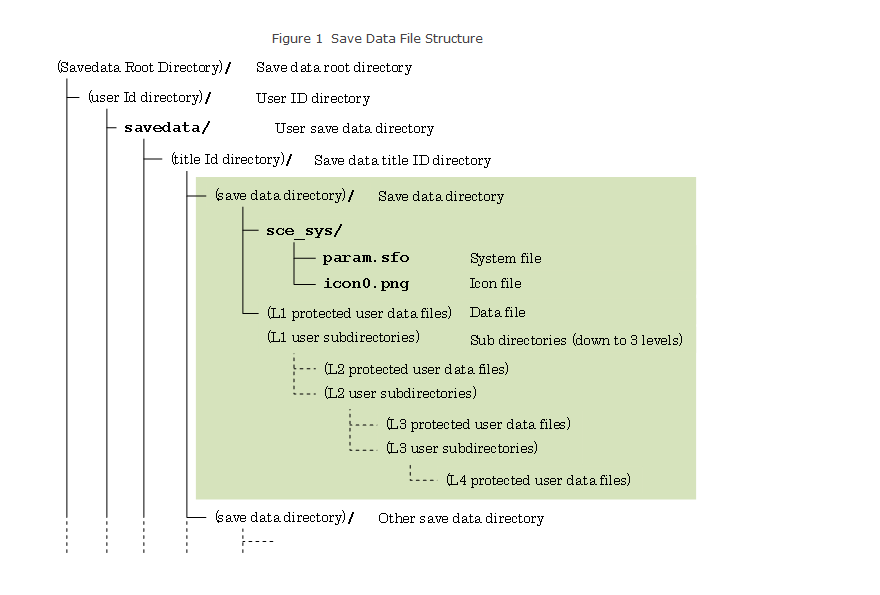 Figure 1 Save Data File Structure
(Savedata Root Directory)/ Save data root directory
(user Id directory)/ User ID directory
savedata/ User save data directory
(title Id directory)/ Save data title ID directory
(save data directory)/ Save data directory
sce_sys/
param.sfo System file
icon0.png Icon file
(L1 protected user data files) Data file
(L1 user subdirectories) Sub directories (down to 3 levels)
(L2 protected user data files)
(L2 user subdirectories)
(L3 protected user data files)
(L3 user subdirectories)
(L4 protected user data files)
(save data directory)/ Other save data directory